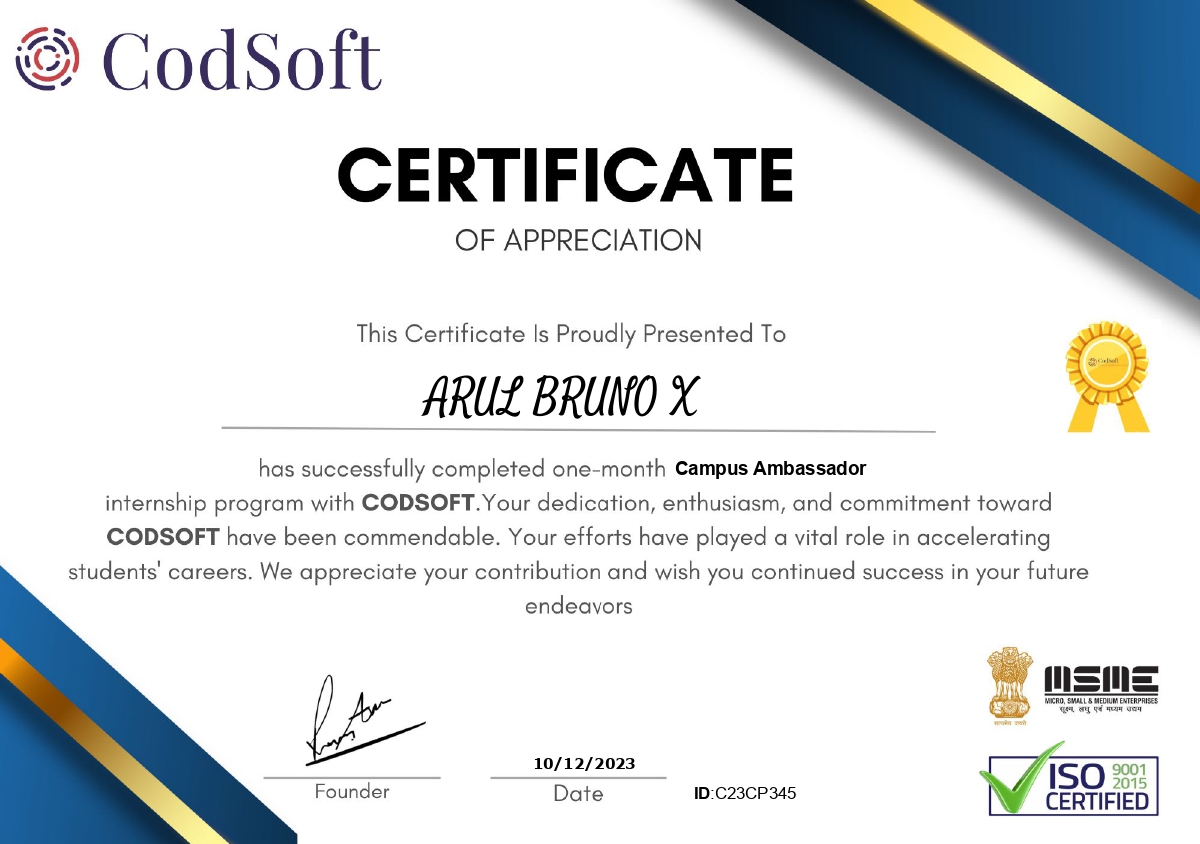 CodSoft
CERTIFICATE
OF APPRECIATION
This Certificate Is Proudly Presented To
CodSoft
ARUL BRUNO X
has successfully completed one-month Campus Ambassador
internship program with CODSOFT.Your dedication, enthusiasm, and commitment toward
CODSOFT have been commendable. Your efforts have played a vital role in accelerating
students' careers. We appreciate your contribution and wish you continued success in your future
endeavors
MSME
MICRO, SMALL & MEDIUM ENTERPRISES
सूक्ष्म, लघु एवं मध्यम उद्यम
सत्यमेव जयते
10/12/2023
Founder
Date
ID:C23CP345
ISO 9001
2015
CERTIFIED